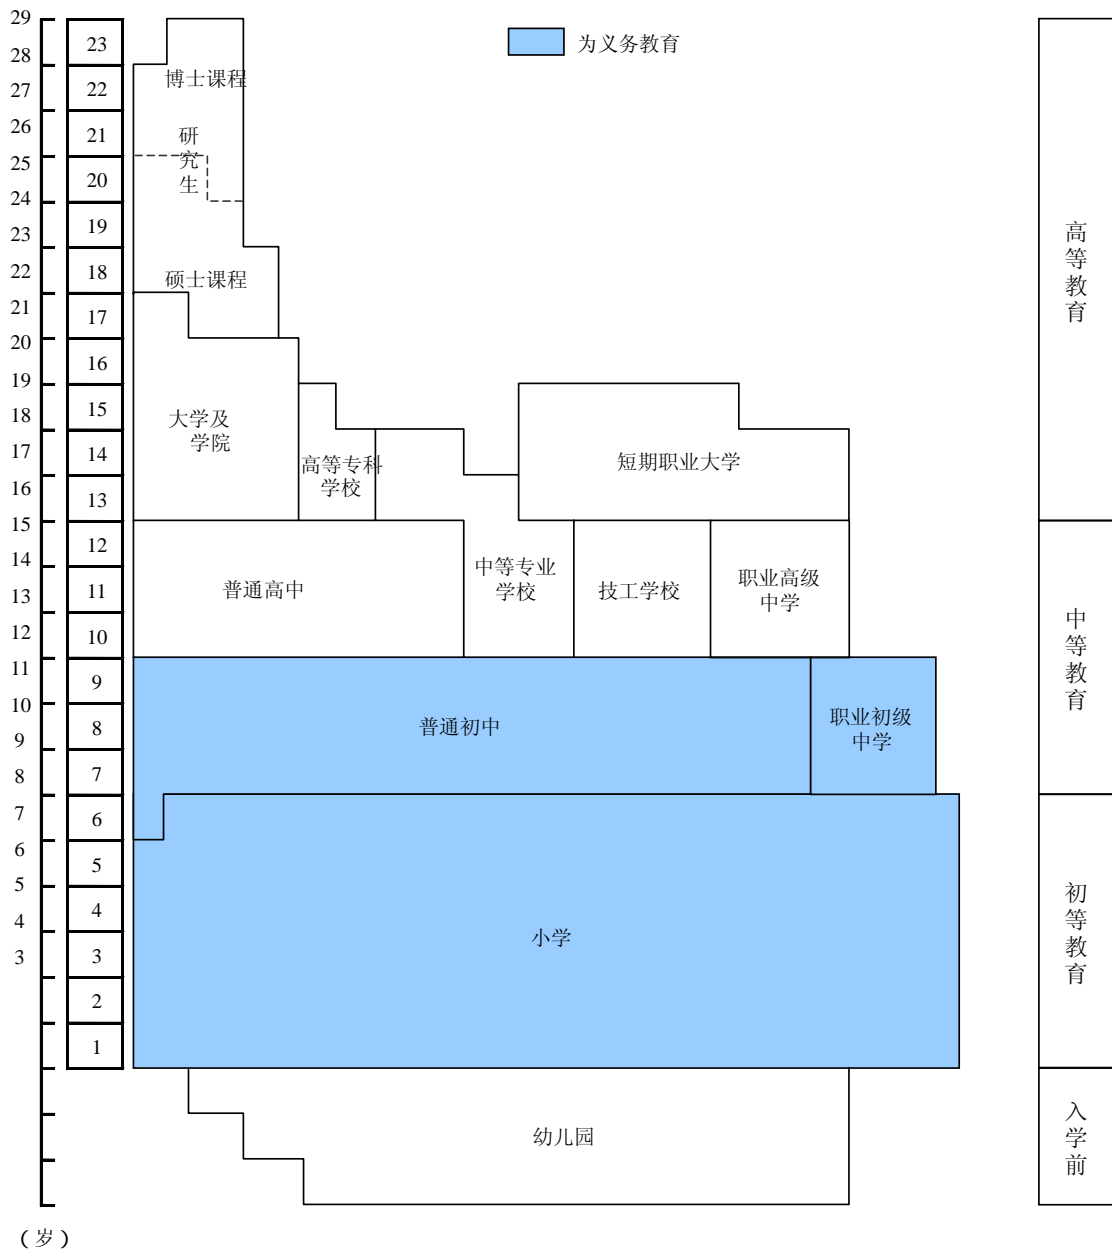 29
28
27
26
25
24
23
22
21
20
19
18
17
16
15
14
13
12
11
10
9
8
7
6
5
4
3
(岁)
23
22
21
20
19
18
17
16
15
14
13
12
11
10
9
8
7
6
5
4
3
2
1
为义务教育
博士课程
研
究
生
硕士课程
大学及
学院
高等专科
学校
短期职业大学
普通高中
中等专业
学校
技工学校
职业高级
中学
普通初中
职业初级
中学
小学
幼儿园
高
等
教
育
中
等
教
育
初
等
教
育
入
学
前